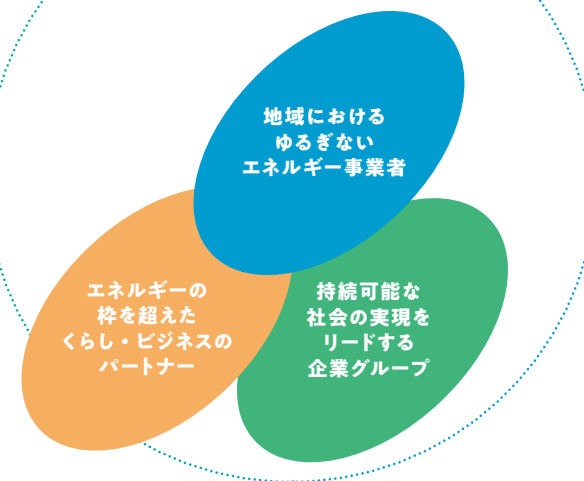 地域における
ゆるぎない
エネルギー事業者
エネルギーの
枠を超えた
くらし・ビジネスの
パートナー
持続可能な
社会の実現を
リードする
企業グループ